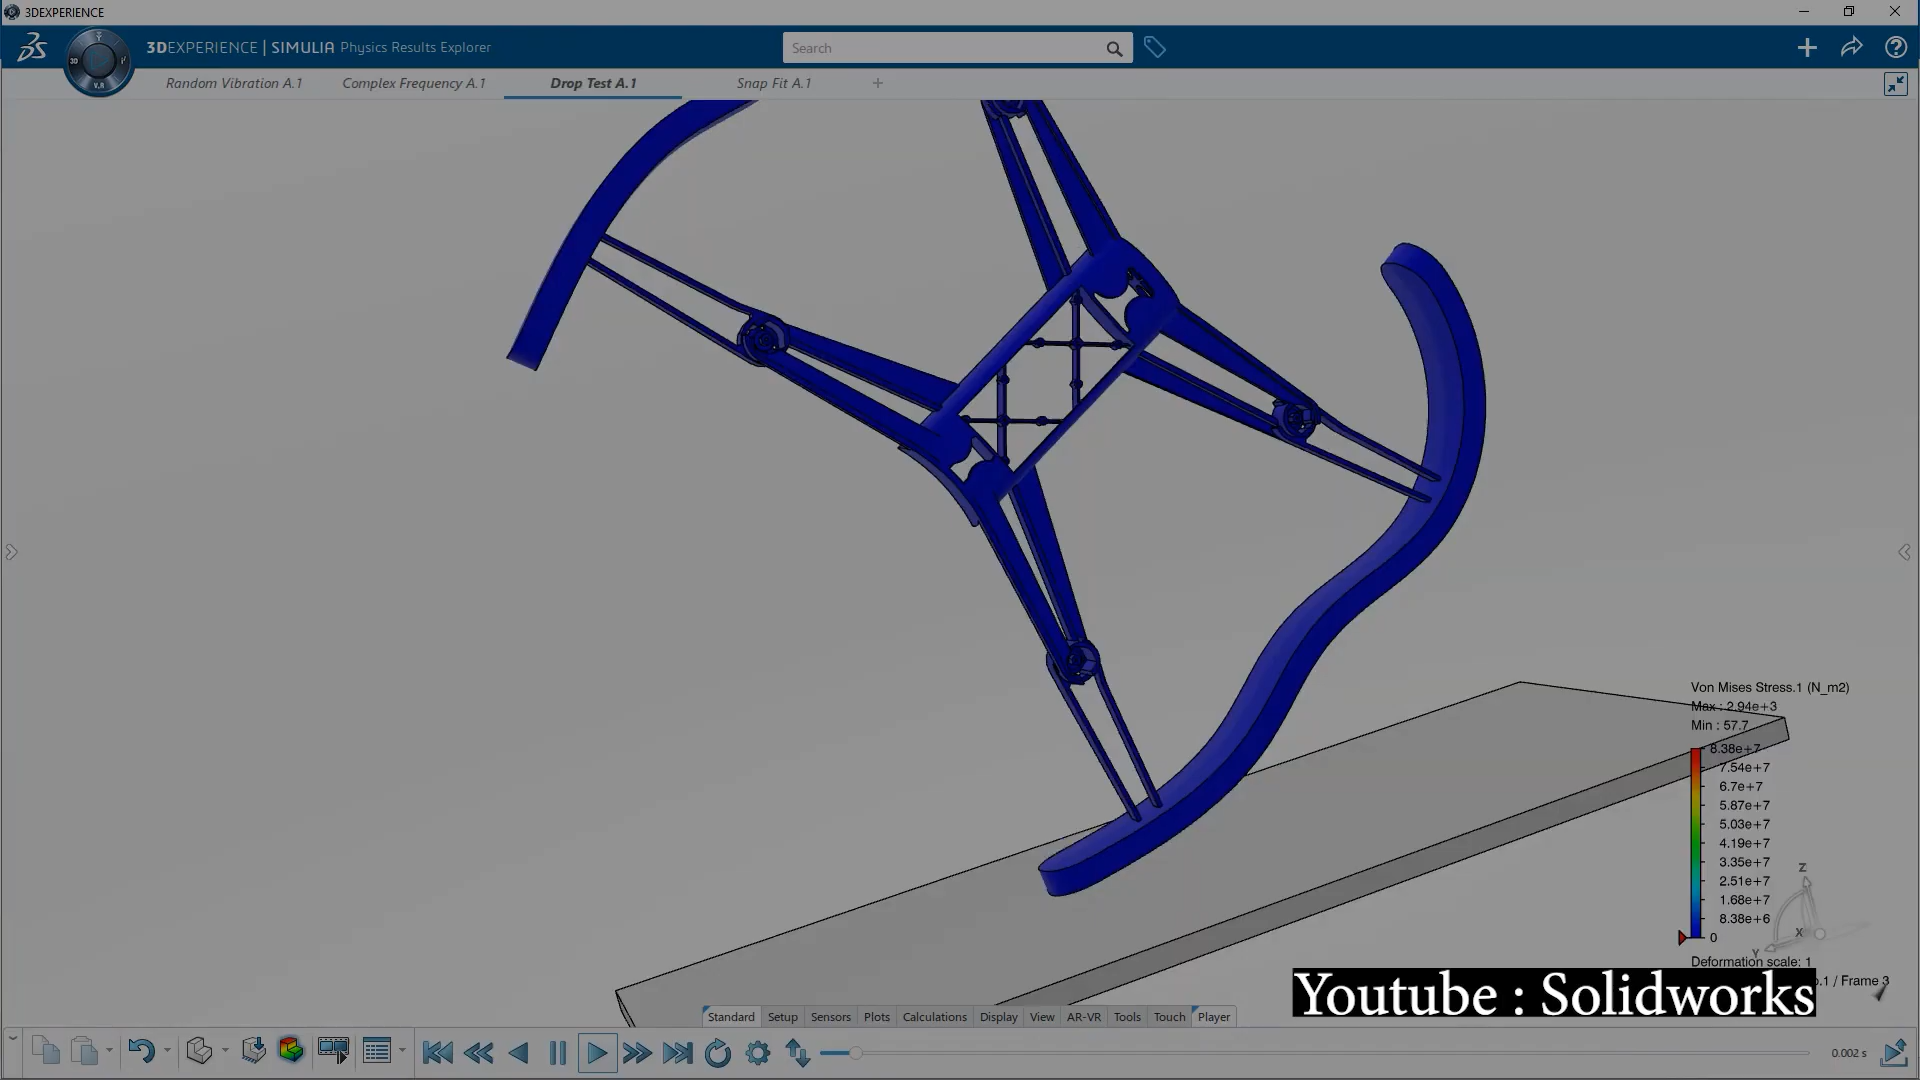 3DEXPERIENCE
3DEXPERIENCE | SIMULIA Physics Results Explorer
Search
3D
V.R
Random Vibration A.1
Complex Frequency A.1
Drop Test A.1
Snap Fit A.1
Von Mises Stress.1 (N_m2)
Max : 2.94e+3
Min : 57.7
8.38e+7
7.54e+7
6.7e+7
5.87e+7
5.03e+7
4.19e+7
3.35e+7
2.51e+7
1.68e+7
8.38e+6
0
Z
X
Y
Deformation scale: 1
.1 / Frame 3
Youtube : Solidworks
Standard Setup Sensors Plots Calculations Display View AR-VR Tools Touch Player
0.002 s